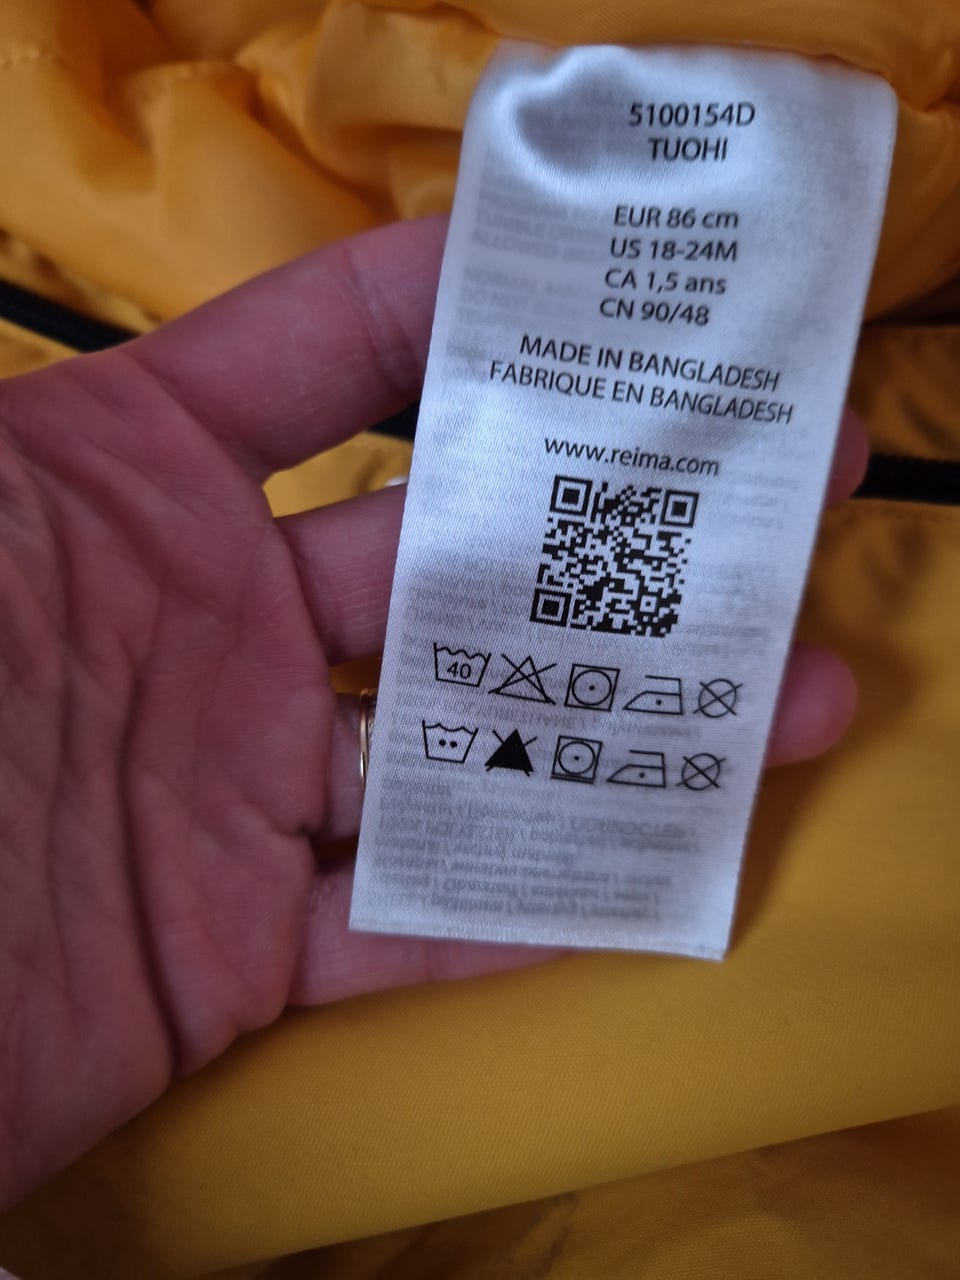 5100154D
TUOHI
EUR 86 cm
US 18-24M
CA 1,5 ans
CN 90/48
MADE IN BANGLADESH
FABRIQUE EN BANGLADESH
www.reima.com
40